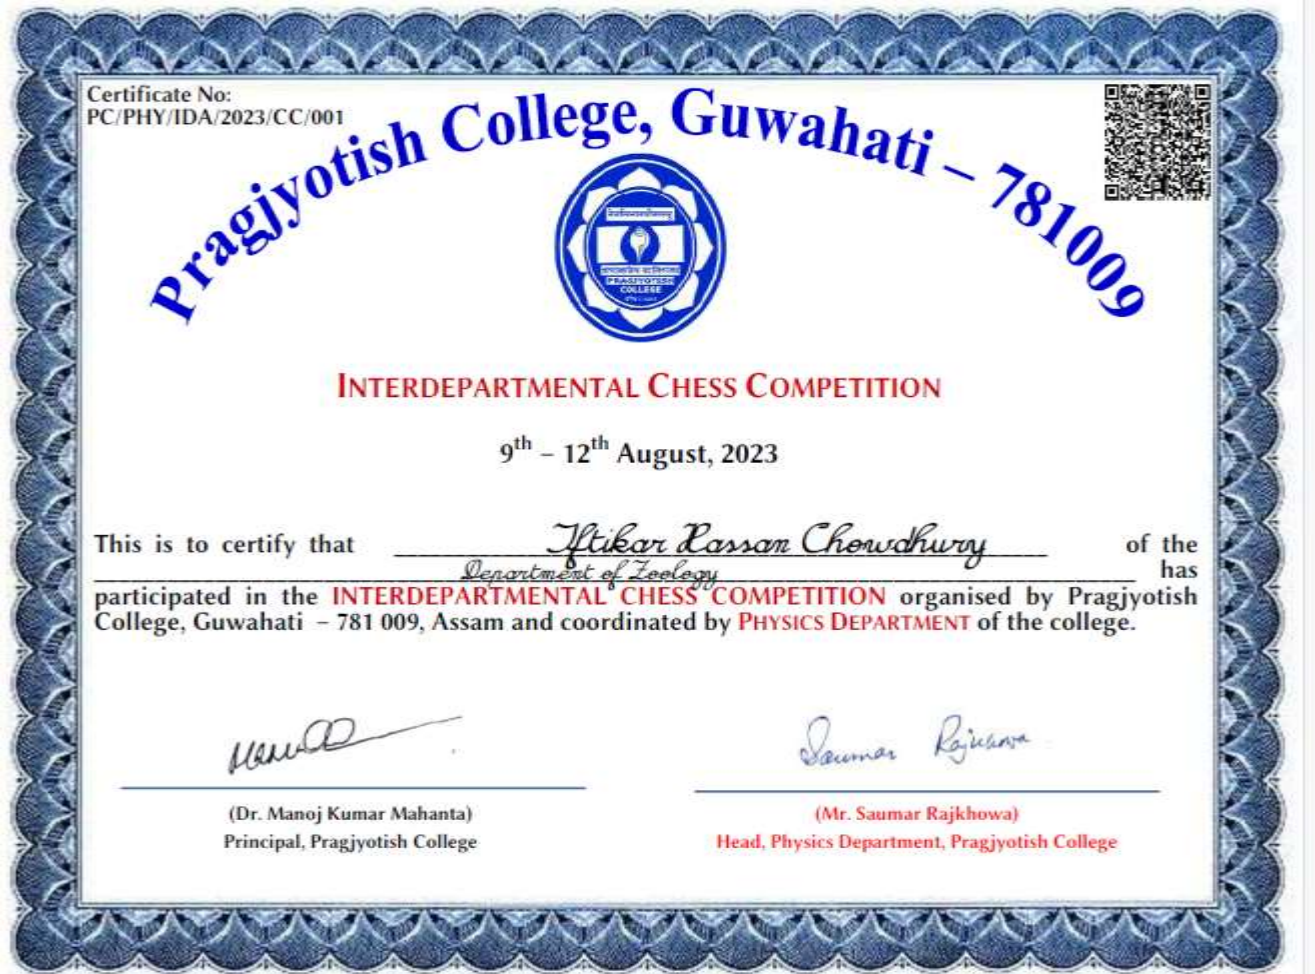 Certificate No:
PC/PHY/IDA/2023/CC/001
Pragjyotish College, Guwahati – 781009
PRAGJYOTISH
COLLEGE
INTERDEPARTMENTAL CHESS COMPETITION
9th – 12th August, 2023
This is to certify that Iftikar Hassan Chowdhury of the
Department of Zoology has
participated in the INTERDEPARTMENTAL CHESS COMPETITION organised by Pragjyotish
College, Guwahati – 781 009, Assam and coordinated by PHYSICS DEPARTMENT of the college.
Saumar Rajkhowa
(Dr. Manoj Kumar Mahanta)
Principal, Pragjyotish College
(Mr. Saumar Rajkhowa)
Head, Physics Department, Pragjyotish College